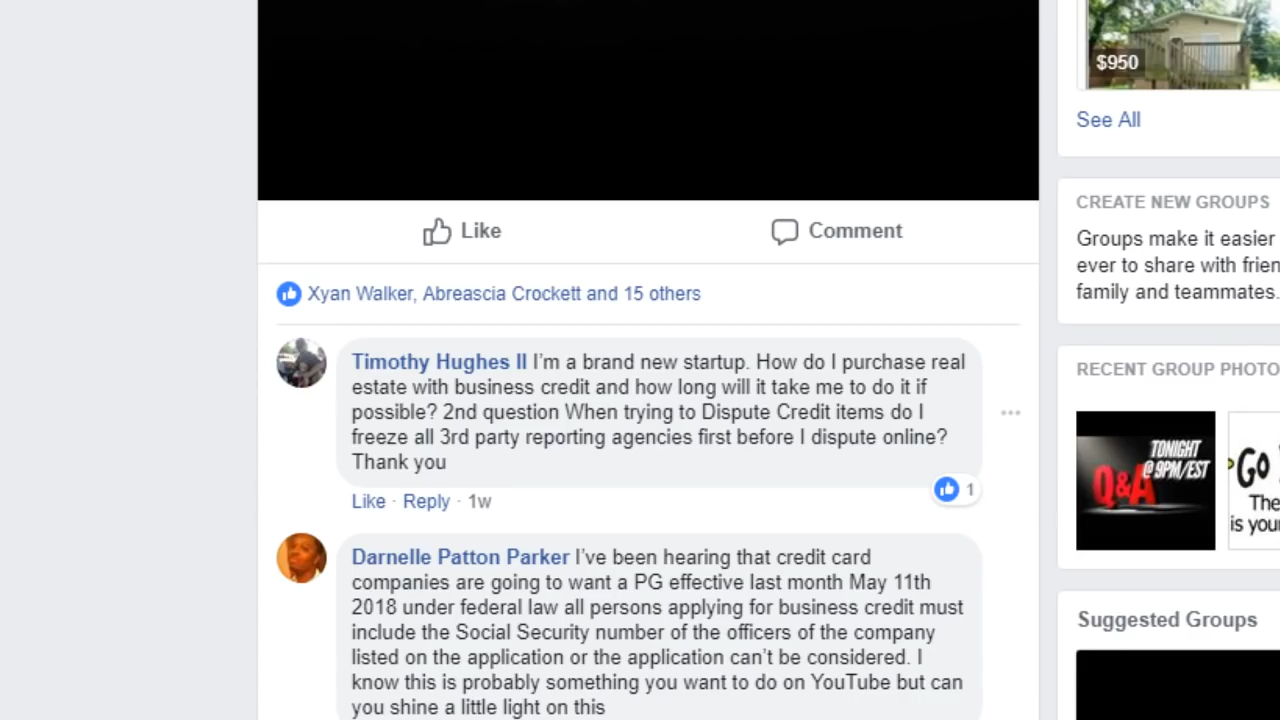 $950
See All
Like
Comment
CREATE NEW GROUPS
Groups make it easier
ever to share with
family and teammates.
Xyan Walker, Abreascia Crockett and 15 others
Timothy Hughes II I'm a brand new startup. How do I purchase real
estate with business credit and how long will it take me to do it if
possible? 2nd question When trying to Dispute Credit items do I
freeze all 3rd party reporting agencies first before I dispute online?
Thank you
1
Like · Reply · 1w
Darnelle Patton Parker I've been hearing that credit card
companies are going to want a PG effective last month May 11th
2018 under federal law all persons applying for business credit must
include the Social Security number of the officers of the company
listed on the application or the application can't be considered. I
know this is probably something you want to do on YouTube but can
you shine a little light on this
RECENT GROUP PHOTO
TONIGHT
@ 9PM/EST
Q&A
Go
The
is your
Suggested Groups